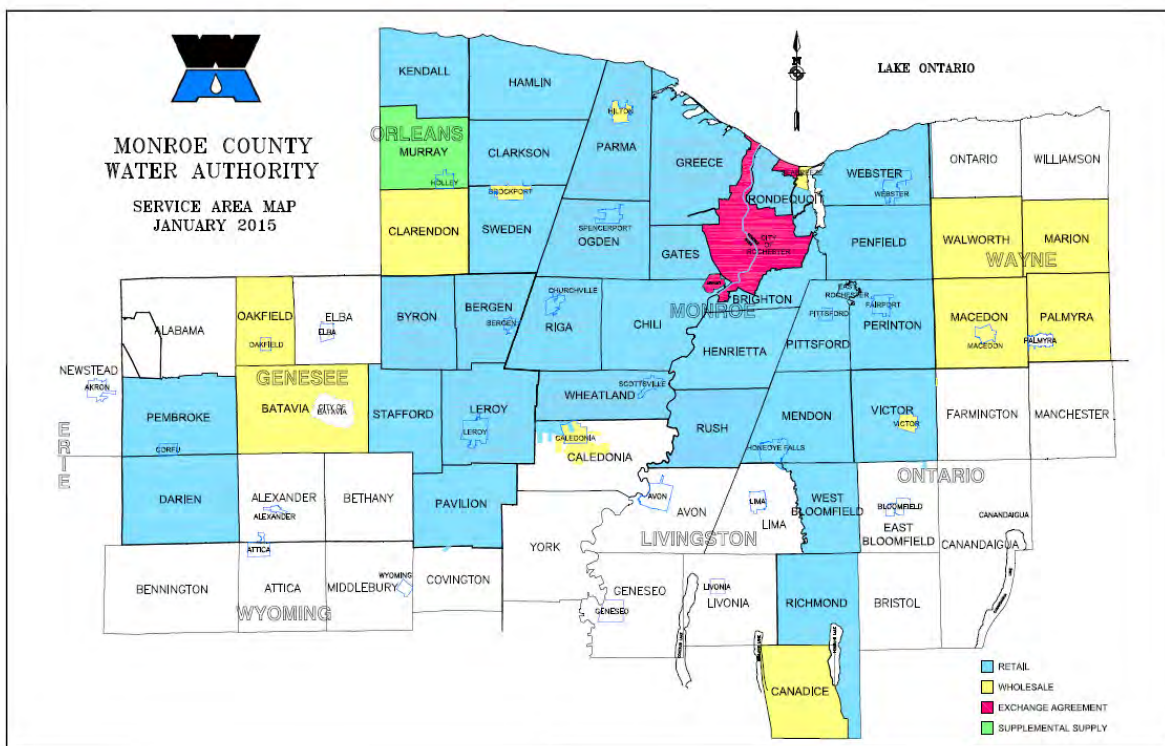 LAKE ONTARIO
MONROE COUNTY
WATER AUTHORITY
SERVICE AREA MAP
JANUARY 2015
KENDALL
HAMLIN
HILTON
ORLEANS
MURRAY
CLARKSON
PARMA
GREECE
HOLLEY
BROCKPORT
WEBSTER
WEBSTER
ONTARIO
WILLIAMSON
RONDEQUOIT
CLARENDON
SWEDEN
SPENCERPORT
OGDEN
GATES
CITY
OF
ROCHESTER
PENFIELD
WALWORTH
MARION
WAYNE
ALABAMA
OAKFIELD
OAKFIELD
ELBA
ELBA
BYRON
BERGEN
BERGEN
CHURCHVILLE
RIGA
CHILI
MONROE
BRIGHTON
EAST
ROCHESTER
PITTSFORD
FAIRPORT
PERINTON
MACEDON
MACEDON
PALMYRA
PALMYRA
HENRIETTA
PITTSFORD
NEWSTEAD
AKRON
GENESEE
PEMBROKE
CORFU
BATAVIA
CITY OF
BATAVIA
STAFFORD
LEROY
LEROY
SCOTTSVILLE
WHEATLAND
RUSH
MENDON
VICTOR
VICTOR
FARMINGTON
MANCHESTER
CALEDONIA
CALEDONIA
HONEOYE FALLS
ERIE
ONTARIO
DARIEN
ALEXANDER
ALEXANDER
BETHANY
PAVILION
AVON
AVON
LIMA
LIMA
WEST
BLOOMFIELD
BLOOMFIELD
EAST
BLOOMFIELD
CANANDAIGUA
CANANDAIGUA
LIVINGSTON
YORK
ATTICA
BENNINGTON
ATTICA
WYOMING
MIDDLEBURY
COVINGTON
WYOMING
GENESEO
GENESEO
LIVONIA
LIVONIA
RICHMOND
BRISTOL
CANADICE
RETAIL
WHOLESALE
EXCHANGE AGREEMENT
SUPPLEMENTAL SUPPLY